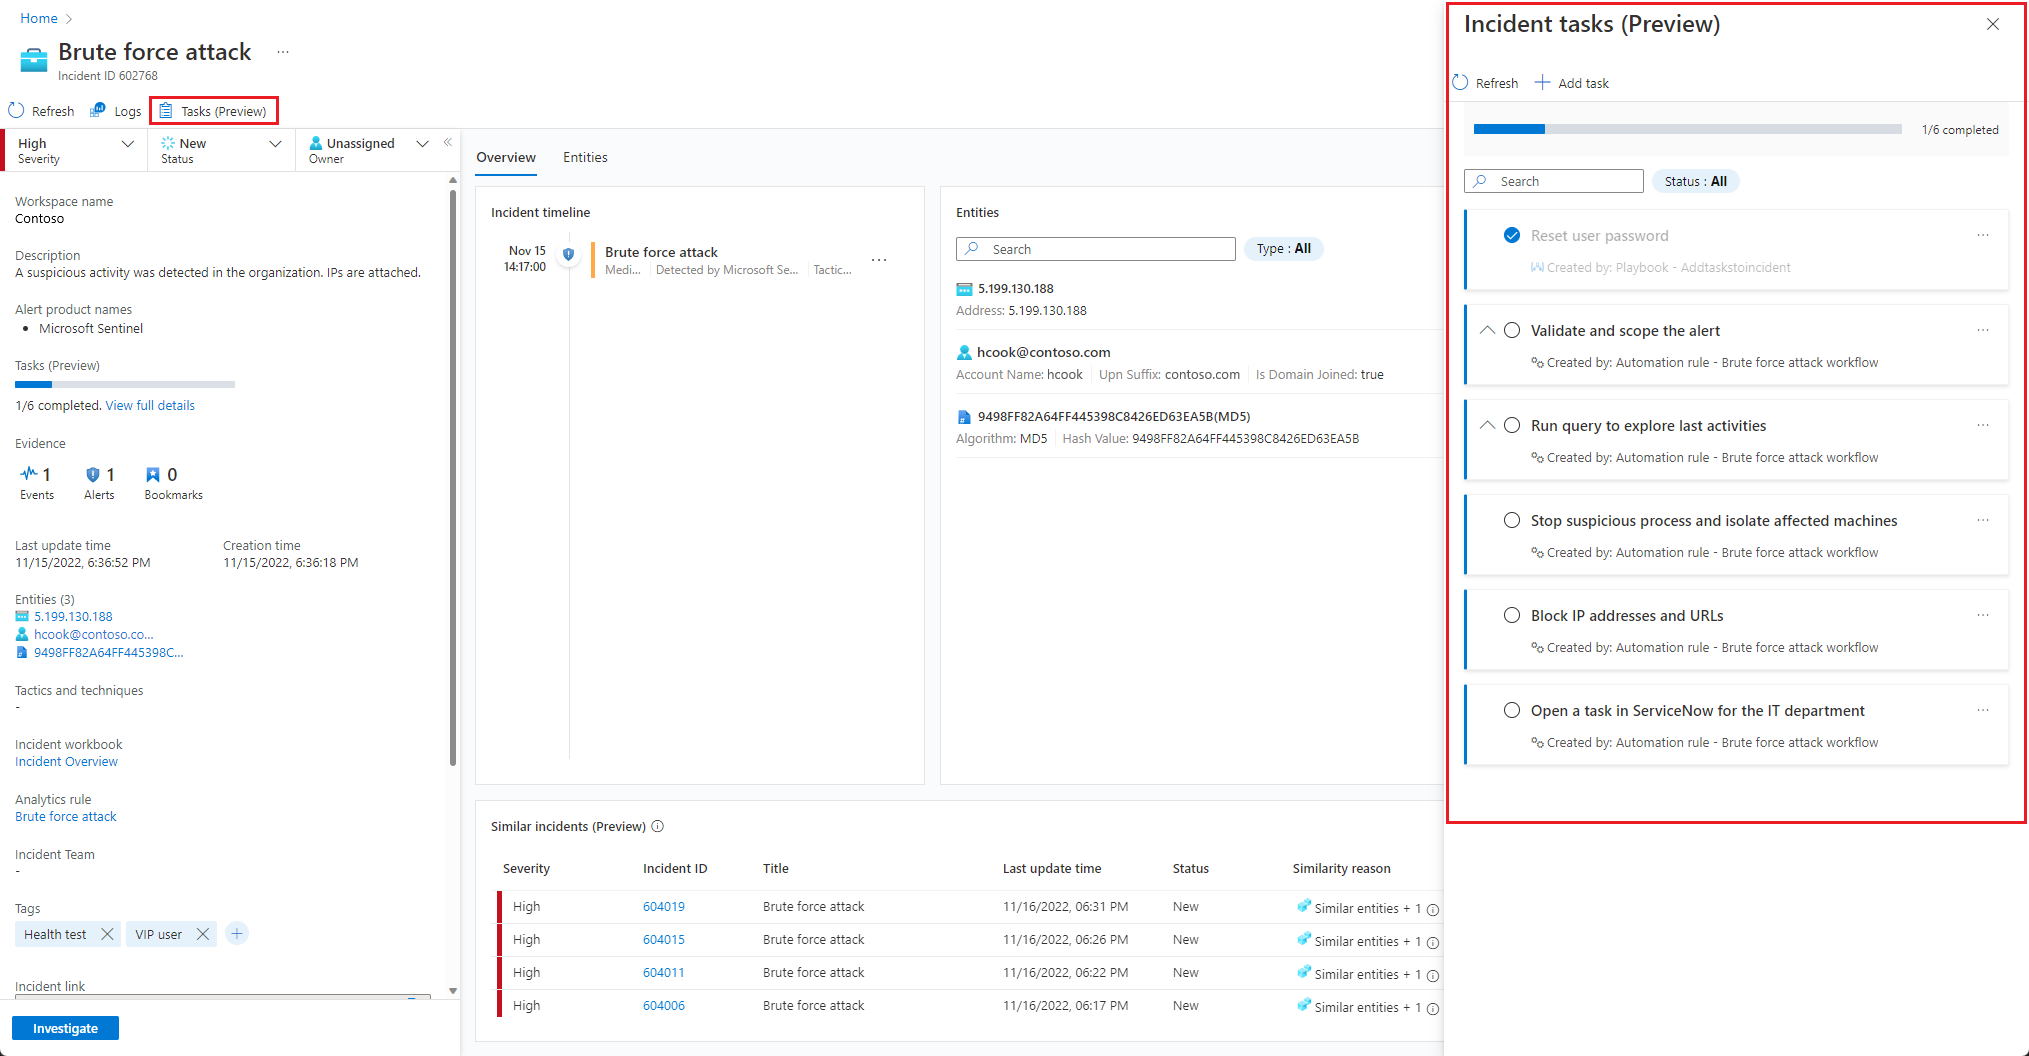 Home
Brute force attack
Incident ID 602768
Refresh
Logs
Tasks (Preview)
High
Severity
New
Status
Unassigned
Owner
Workspace name
Contoso
Description
A suspicious activity was detected in the organization. IPs are attached.
Alert product names
Microsoft Sentinel
Tasks (Preview)
1/6 completed. View full details
Evidence
1
Events
1
Alerts
0
Bookmarks
Last update time
11/15/2022, 6:36:52 PM
Creation time
11/15/2022, 6:36:18 PM
Entities (3)
5.199.130.188
hcook@contoso.co...
9498FF82A64FF445398C...
Tactics and techniques
-
Incident workbook
Incident Overview
Analytics rule
Brute force attack
Incident Team
-
Tags
Health test
VIP user
Incident link
Investigate
Overview
Entities
Incident timeline
Nov 15
14:17:00
Brute force attack
Medi...
Detected by Microsoft Se...
Tactic...
Entities
Search
Type : All
5.199.130.188
Address: 5.199.130.188
hcook@contoso.com
Account Name: hcook
Upn Suffix: contoso.com
Is Domain Joined: true
9498FF82A64FF445398C8426ED63EA5B(MD5)
Algorithm: MD5
Hash Value: 9498FF82A64FF445398C8426ED63EA5B
Similar incidents (Preview)
Severity Incident ID Title Last update time Status Similarity reason
High 604019 Brute force attack 11/16/2022, 06:31 PM New Similar entities + 1
High 604015 Brute force attack 11/16/2022, 06:26 PM New Similar entities + 1
High 604011 Brute force attack 11/16/2022, 06:22 PM New Similar entities + 1
High 604006 Brute force attack 11/16/2022, 06:17 PM New Similar entities + 1
Incident tasks (Preview)
Refresh
Add task
1/6 completed
Search
Status : All
Reset user password
Created by: Playbook - Addtaskstoincident
Validate and scope the alert
Created by: Automation rule - Brute force attack workflow
Run query to explore last activities
Created by: Automation rule - Brute force attack workflow
Stop suspicious process and isolate affected machines
Created by: Automation rule - Brute force attack workflow
Block IP addresses and URLs
Created by: Automation rule - Brute force attack workflow
Open a task in ServiceNow for the IT department
Created by: Automation rule - Brute force attack workflow